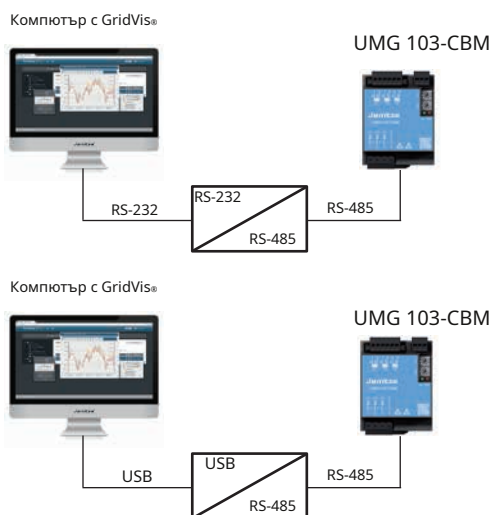 Компютър с GridVis®
UMG 103-CBM
RS-232
RS-232
RS-485
RS-485
Компютър с GridVis®
UMG 103-CBM
USB
USB
RS-485
RS-485